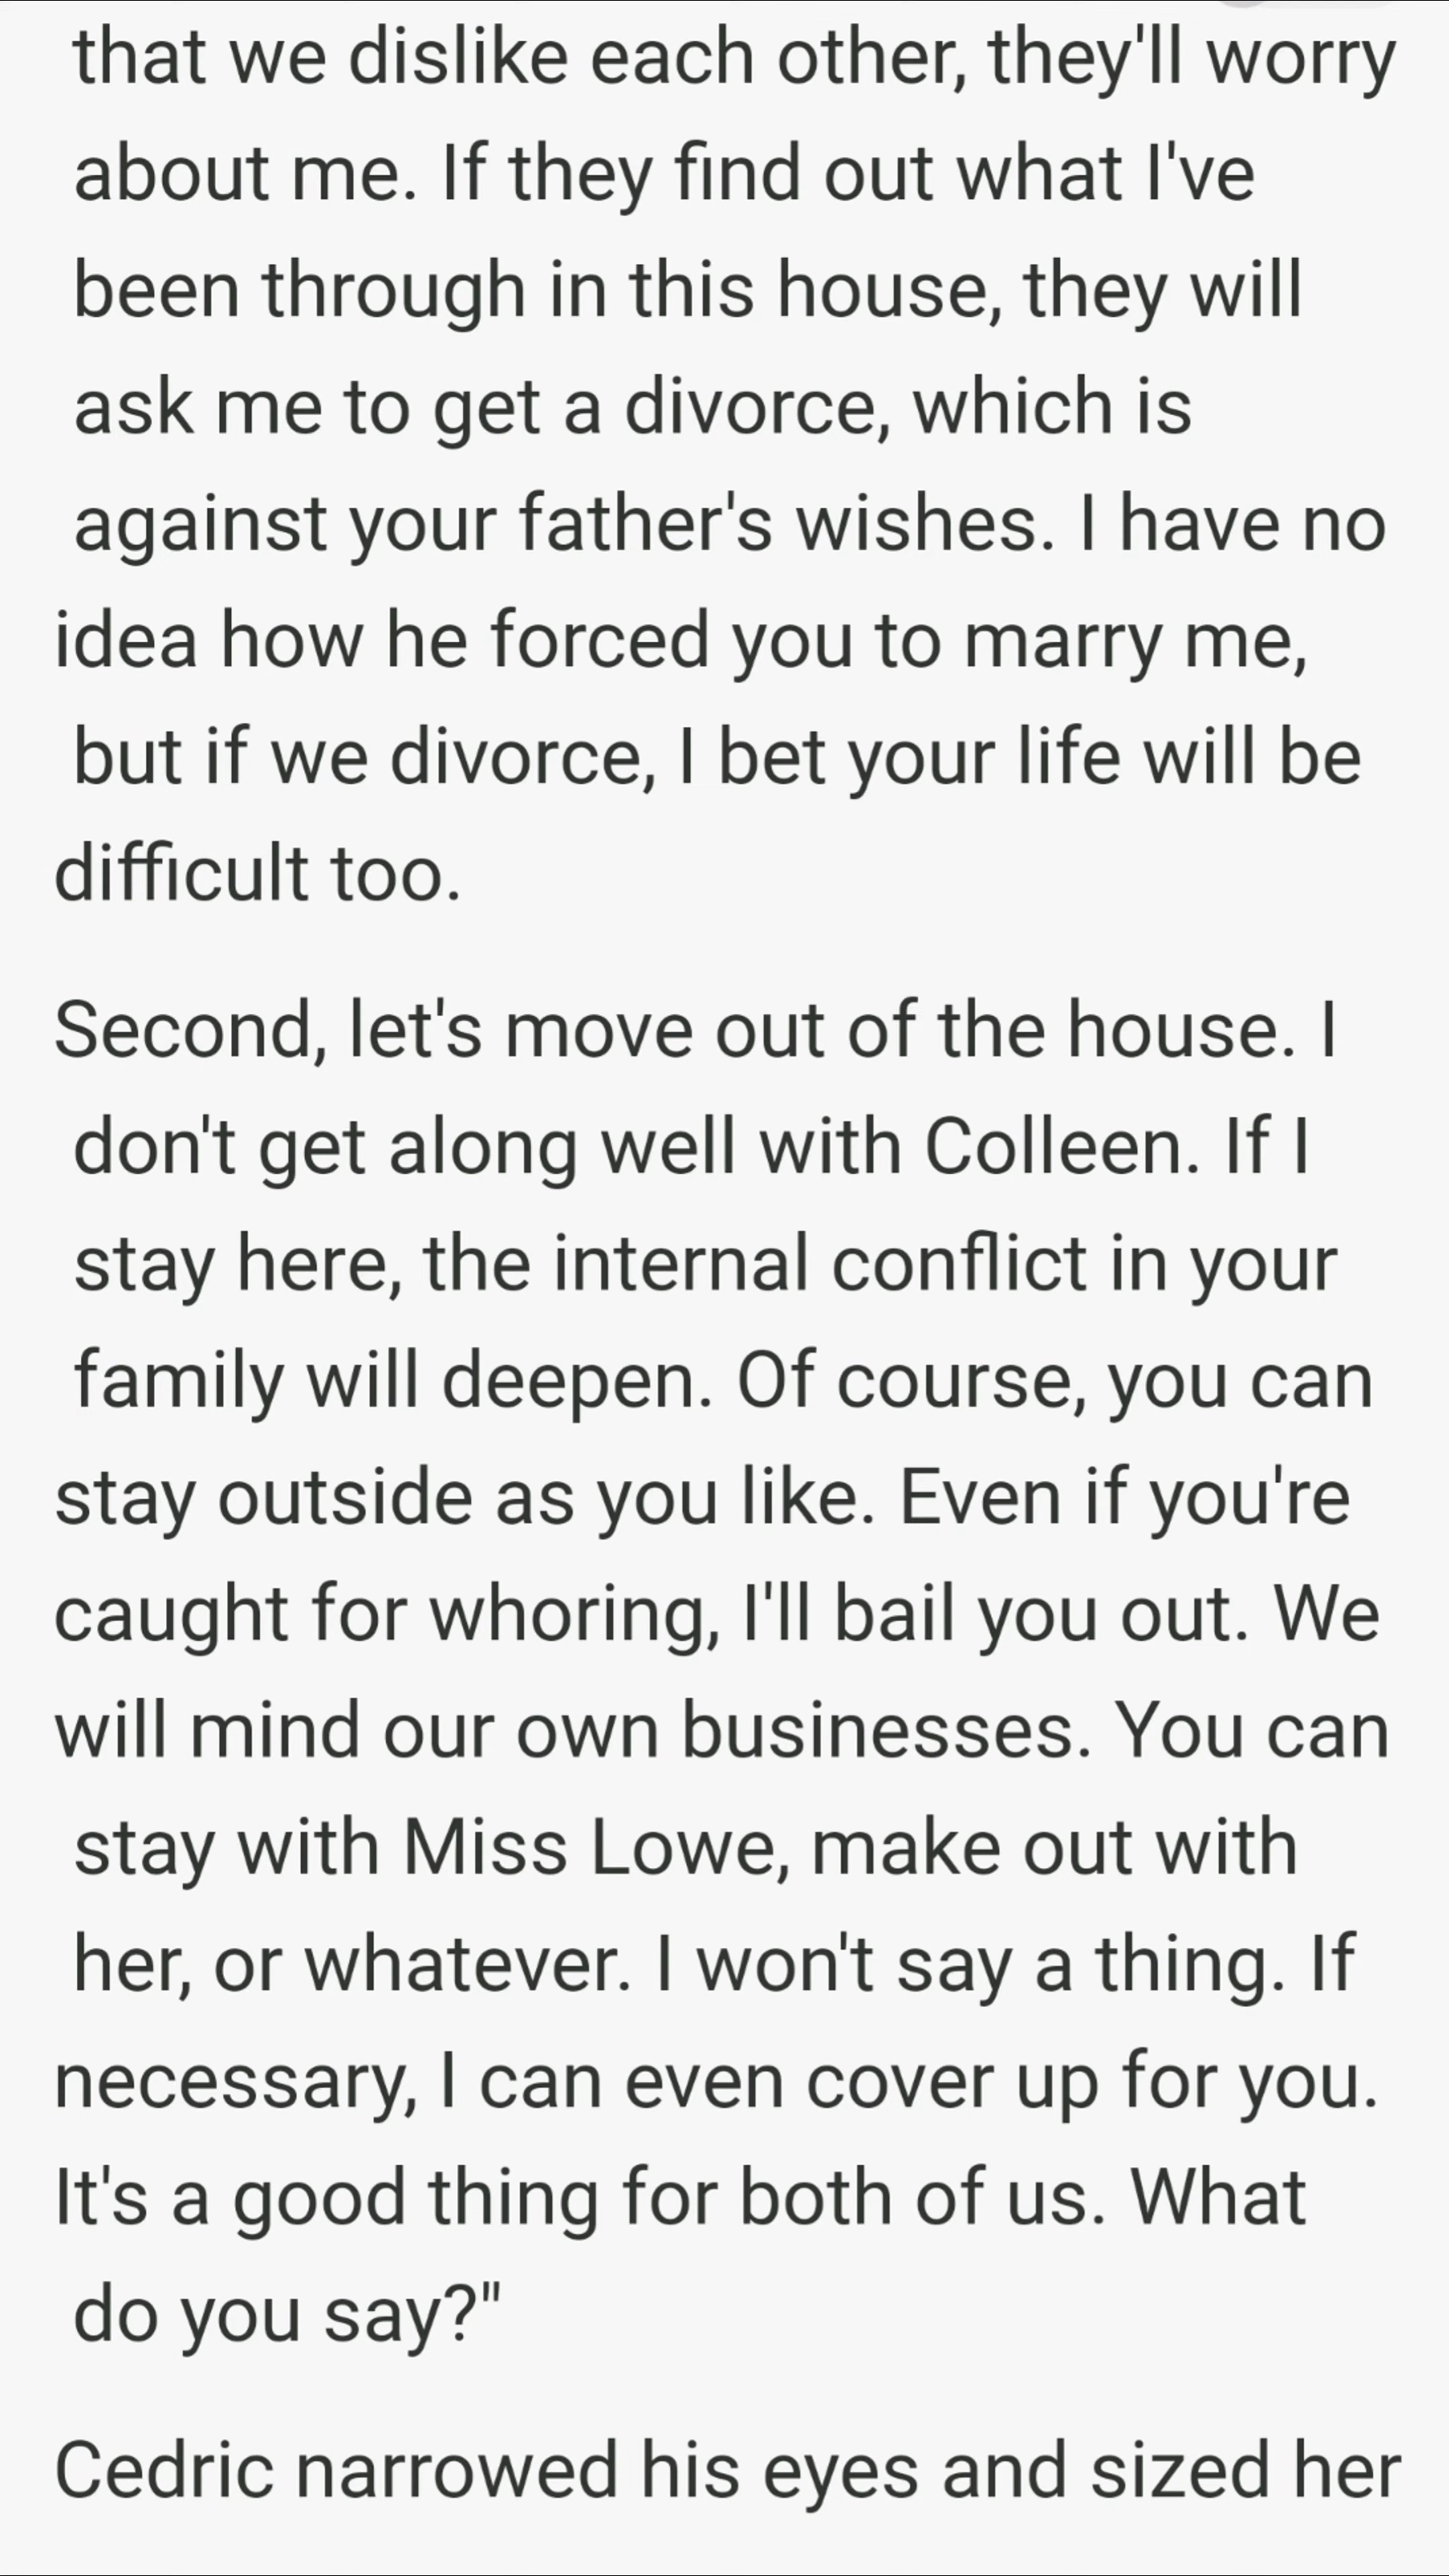 that we dislike each other, they'll worry
about me. If they find out what I've
been through in this house, they will
ask me to get a divorce, which is
against your father's wishes. I have no
idea how he forced you to marry me,
but if we divorce, I bet your life will be
difficult too.
Second, let's move out of the house. I
don't get along well with Colleen. If I
stay here, the internal conflict in your
family will deepen. Of course, you can
stay outside as you like. Even if you're
caught for whoring, I'll bail you out. We
will mind our own businesses. You can
stay with Miss Lowe, make out with
her, or whatever. I won't say a thing. If
necessary, I can even cover up for you.
It's a good thing for both of us. What
do you say?"
Cedric narrowed his eyes and sized her